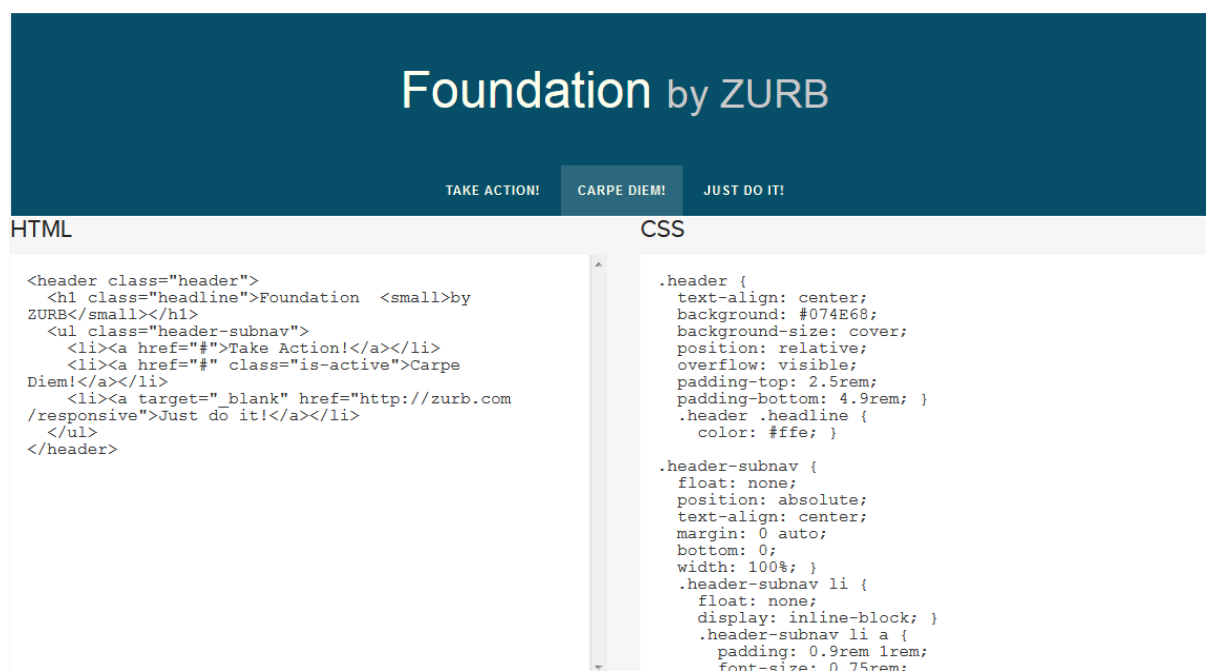 Foundation by ZURB
TAKE ACTION! CARPE DIEM! JUST DO IT!
HTML
<header class="header">
  <h1 class="headline">Foundation  <small>by
ZURB</small></h1>
  <ul class="header-subnav">
    <li><a href="#">Take Action!</a></li>
    <li><a href="#" class="is-active">Carpe
Diem!</a></li>
    <li><a target="_blank" href="http://zurb.com
/responsive">Just do it!</a></li>
  </ul>
</header>
CSS
.header {
  text-align: center;
  background: #074E68;
  background-size: cover;
  position: relative;
  overflow: visible;
  padding-top: 2.5rem;
  padding-bottom: 4.9rem; }
  .header .headline {
    color: #ffe; }

.header-subnav {
  float: none;
  position: absolute;
  text-align: center;
  margin: 0 auto;
  bottom: 0;
  width: 100%; }
  .header-subnav li {
    float: none;
    display: inline-block; }
    .header-subnav li a {
      padding: 0.9rem 1rem;
      font-size: 0.75rem;